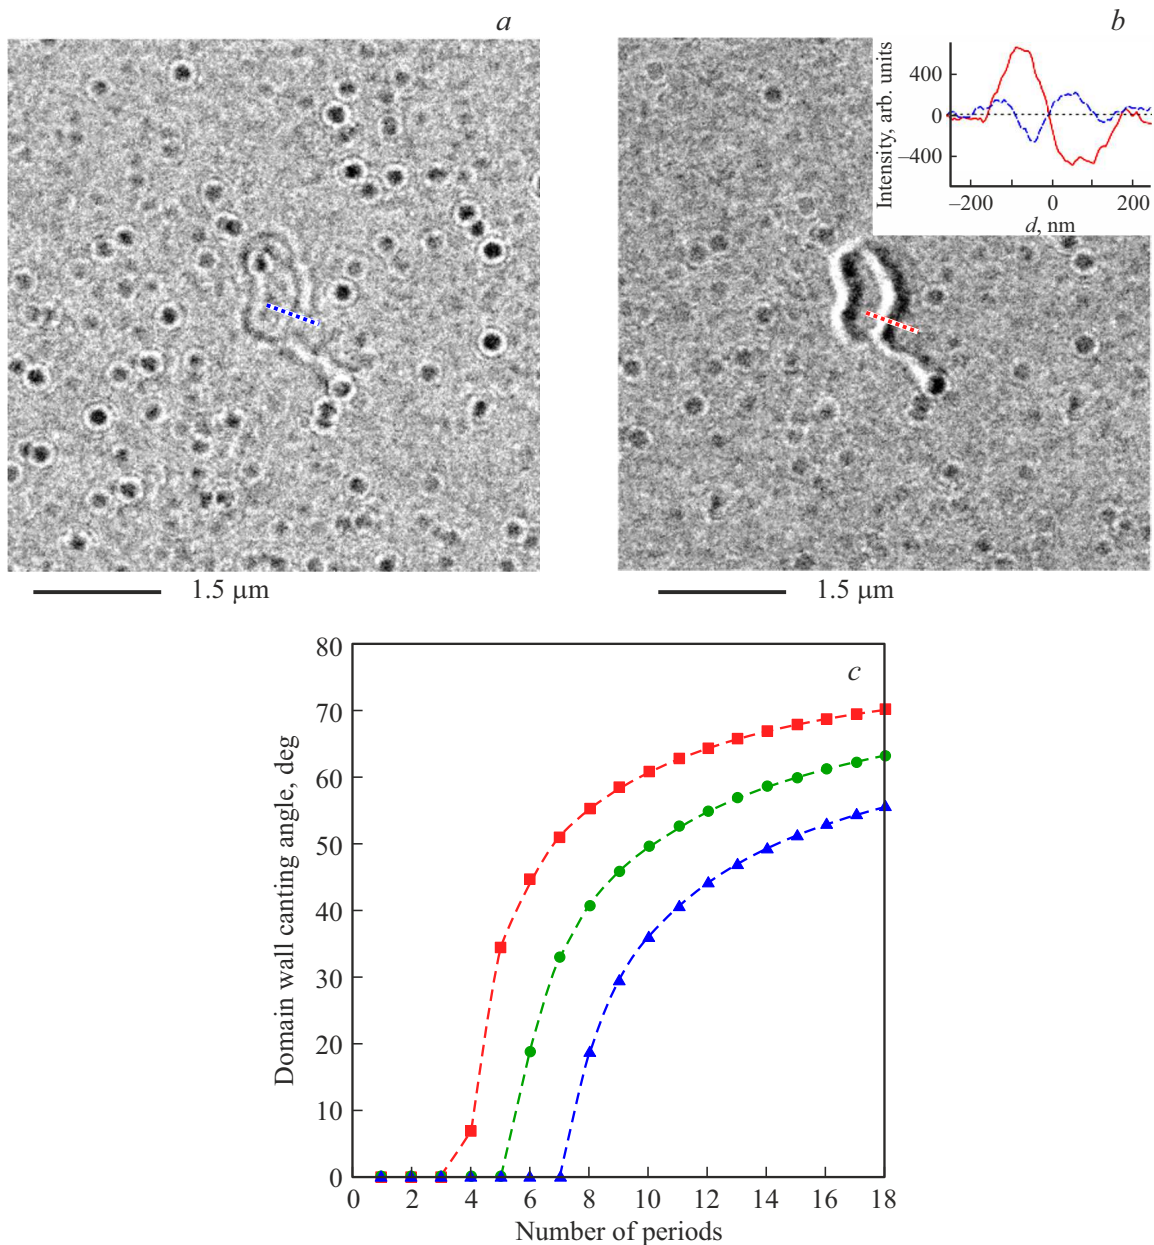 a
b
Intensity, arb. units
400
0
–400
–200
0
200
d, nm
1.5 μm
1.5 μm
c
Domain wall canting angle, deg
80
70
60
50
40
30
20
10
0
0 2 4 6 8 10 12 14 16 18
Number of periods